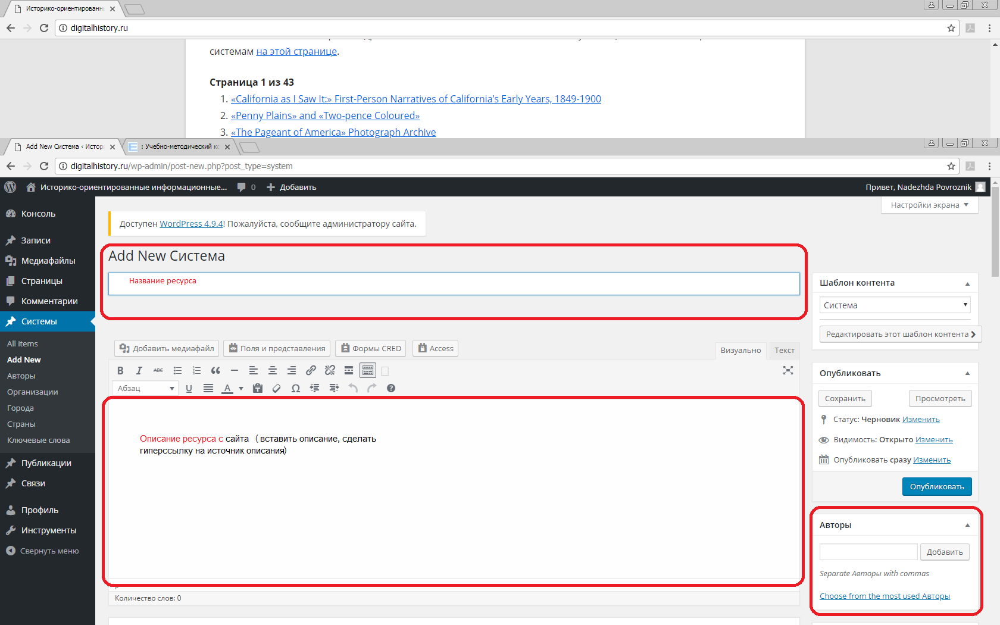 Историко-ориентированн
digitalhistory.ru
системам на этой странице.
Страница 1 из 43
1. «California as I Saw It:» First-Person Narratives of California’s Early Years, 1849-1900
2. «Penny Plains» and «Two-pence Coloured»
3. «The Pageant of America» Photograph Archive
Add New Система ‹ Истор
: Учебно-методический ко
digitalhistory.ru/wp-admin/post-new.php?post_type=system
Историко-ориентированные информационные... 0 Добавить
Привет, Nadezhda Povroznik
Настройки экрана
Консоль
Записи
Медиафайлы
Страницы
Комментарии
Системы
All items
Add New
Авторы
Организации
Города
Страны
Ключевые слова
Публикации
Связи
Профиль
Инструменты
Свернуть меню
Доступен WordPress 4.9.4! Пожалуйста, сообщите администратору сайта.
Add New Система
Название ресурса
Добавить медиафайл Поля и представления Формы CRED Access
Визуально Текст
B I ABC
Абзац U A Ω
Описание ресурса с сайта ( вставить описание, сделать
гиперссылку на источник описания)
Количество слов: 0
Шаблон контента
Система
Редактировать этот шаблон контента
Опубликовать
Сохранить Просмотреть
Статус: Черновик Изменить
Видимость: Открыто Изменить
Опубликовать сразу Изменить
Опубликовать
Авторы
Добавить
Separate Авторы with commas
Choose from the most used Авторы